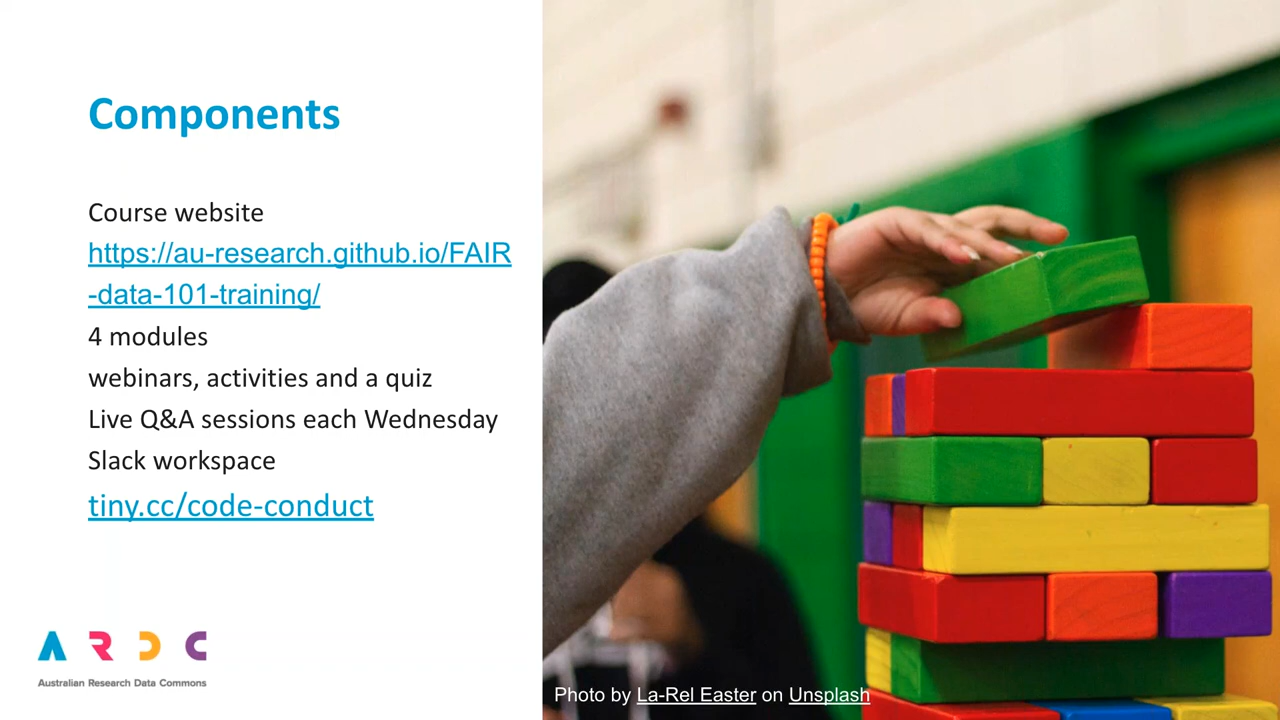 Components
Course website
https://au-research.github.io/FAIR
-data-101-training/
4 modules
webinars, activities and a quiz
Live Q&A sessions each Wednesday
Slack workspace
tiny.cc/code-conduct
A R D C
Australian Research Data Commons
Photo by La-Rel Easter on Unsplash